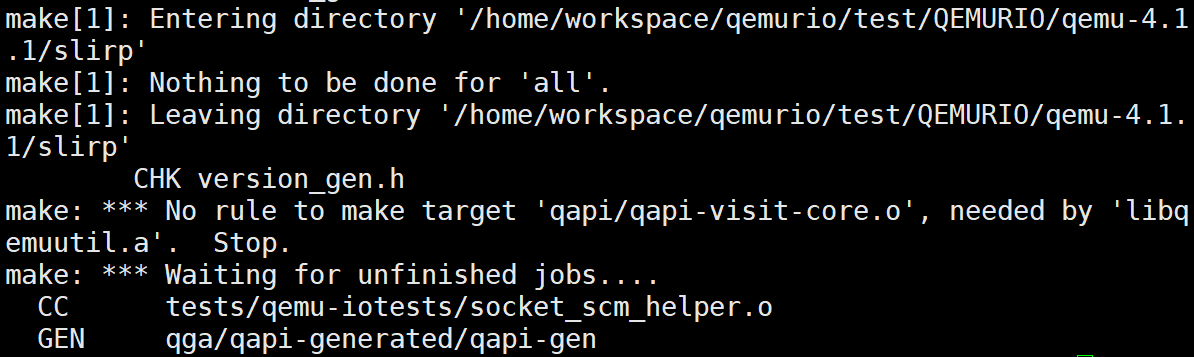 make[1]: Entering directory '/home/workspace/qemurio/test/QEMURIO/qemu-4.1
.1/slirp'
make[1]: Nothing to be done for 'all'.
make[1]: Leaving directory '/home/workspace/qemurio/test/QEMURIO/qemu-4.1.
1/slirp'
        CHK version_gen.h
make: *** No rule to make target 'qapi/qapi-visit-core.o', needed by 'libq
emuutil.a'.  Stop.
make: *** Waiting for unfinished jobs....
  CC      tests/qemu-iotests/socket_scm_helper.o
  GEN     qga/qapi-generated/qapi-gen